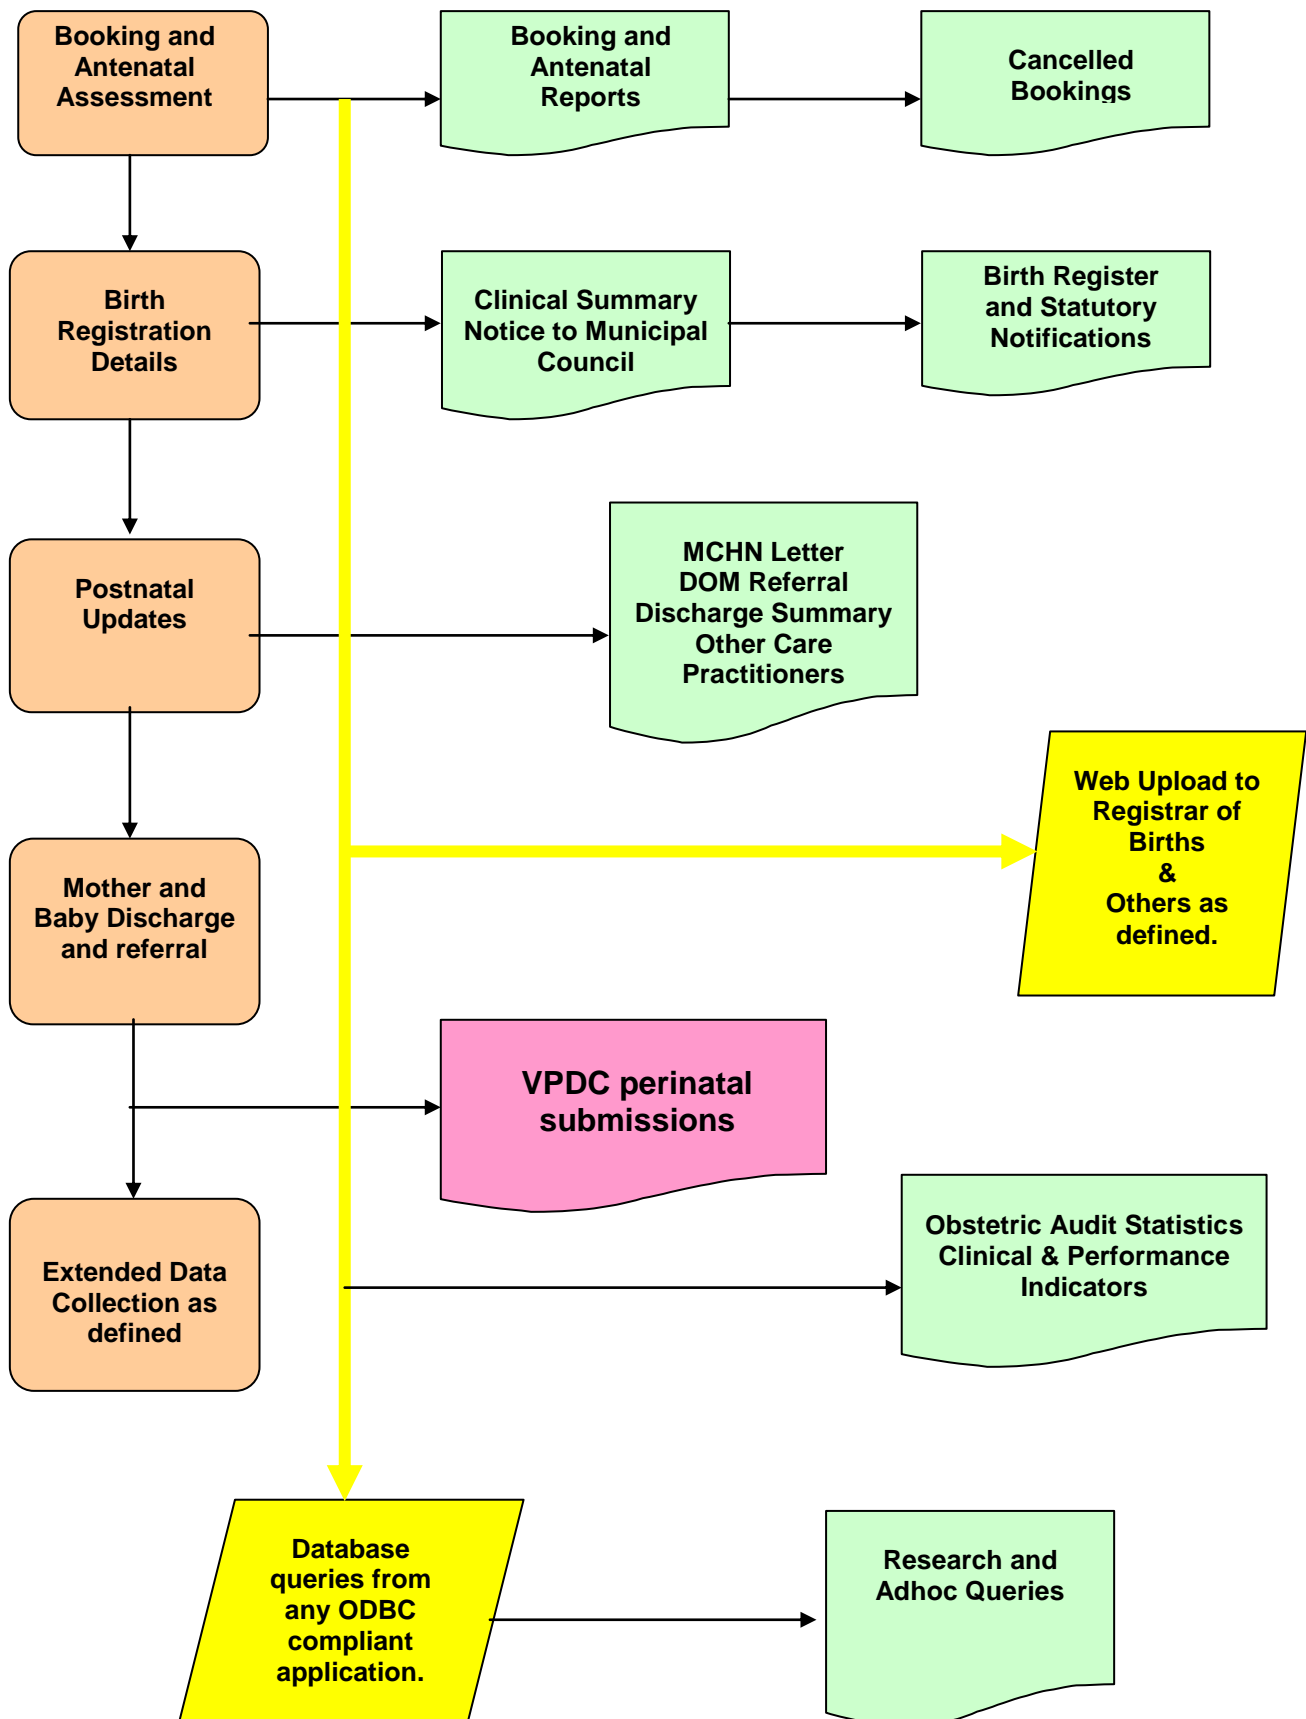 Booking and
Antenatal
Assessment
Booking and
Antenatal
Reports
Cancelled
Bookings
Birth
Registration
Details
Clinical Summary
Notice to Municipal
Council
Birth Register
and Statutory
Notifications
Postnatal
Updates
MCHN Letter
DOM Referral
Discharge Summary
Other Care
Practitioners
Web Upload to
Registrar of
Births
&
Others as
defined.
Mother and
Baby Discharge
and referral
VPDC perinatal
submissions
Obstetric Audit Statistics
Clinical & Performance
Indicators
Extended Data
Collection as
defined
Database
queries from
any ODBC
compliant
application.
Research and
Adhoc Queries